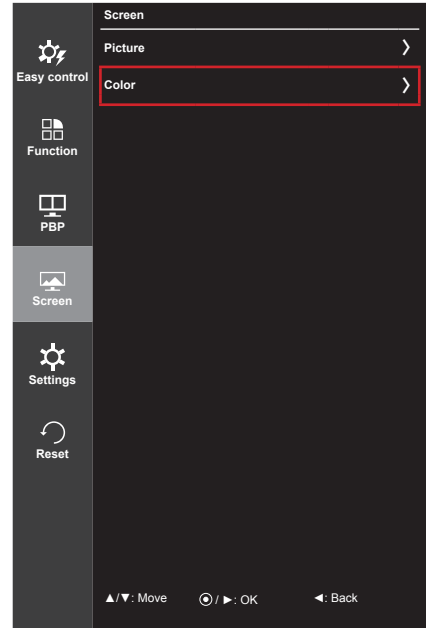 Screen
Picture
Color
Easy control
Function
PBP
Screen
Settings
Reset
▲/▼: Move
⦿ / ►: OK
◄: Back